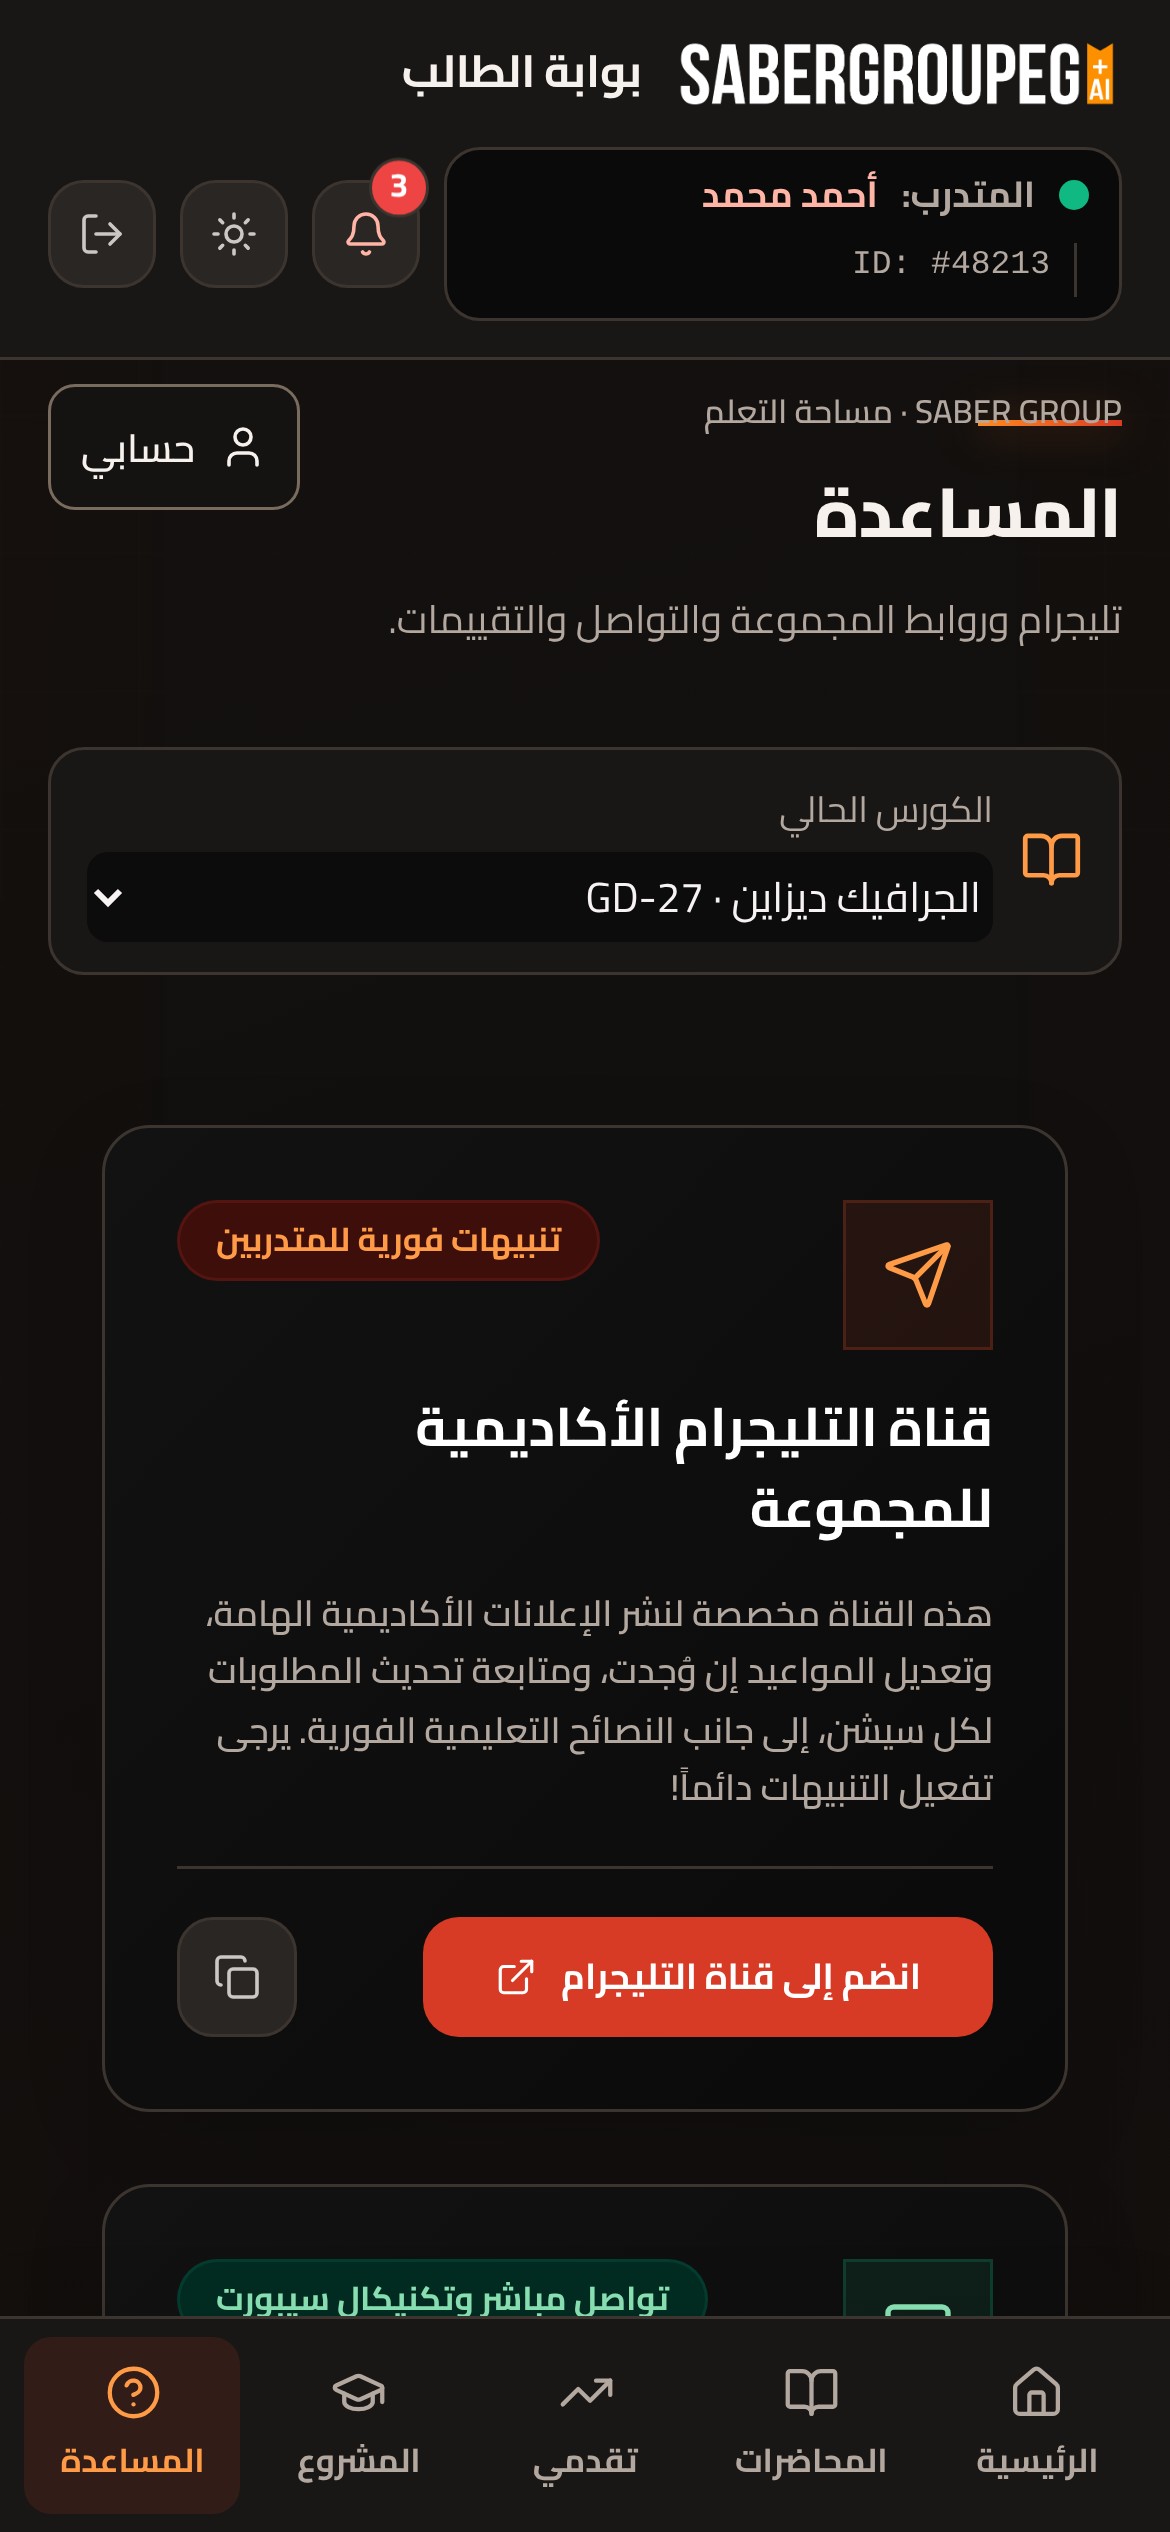 SABERGROUPEG +AI
بوابة الطالب
المتدرب: أحمد محمد
ID: #48213
3
SABER GROUP · مساحة التعلم
حسابي
المساعدة
تليجرام وروابط المجموعة والتواصل والتقييمات.
الكورس الحالي
الجرافيك ديزاين · GD-27
تنبيهات فورية للمتدربين
قناة التليجرام الأكاديمية
للمجموعة
هذه القناة مخصصة لنشر الإعلانات الأكاديمية الهامة،
وتعديل المواعيد إن وُجدت، ومتابعة تحديث المطلوبات
لكل سيشن، إلى جانب النصائح التعليمية الفورية. يرجى
تفعيل التنبيهات دائماً!
انضم إلى قناة التليجرام
تواصل مباشر وتكنيكال سيبورت
الرئيسية
المحاضرات
تقدمي
المشروع
المساعدة